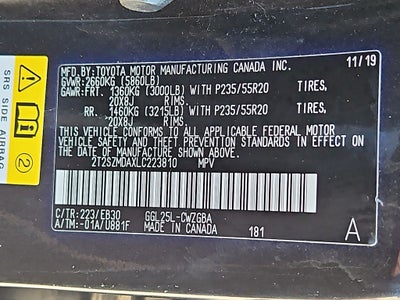 MFD. BY: TOYOTA MOTOR MANUFACTURING CANADA INC. 11/19
GVWR: 2660KG (5860LB)
GAWR: FRT. 1360KG (3000LB) WITH P235/55R20 TIRES,
20X8J RIMS,
RR. 1460KG (3215LB) WITH P235/55R20 TIRES,
20X8J RIMS.
THIS VEHICLE CONFORMS TO ALL APPLICABLE FEDERAL MOTOR
VEHICLE SAFETY AND BUMPER STANDARDS IN EFFECT ON THE
DATE OF MANUFACTURE SHOWN ABOVE.
2T2SZMDAXLC223810 MPV
C/TR: 223/EB30 GGL25L-CWZGBA
A/TM: -01A/U881F MADE IN CANADA 181 A
SRS SIDE AIRBAG
2